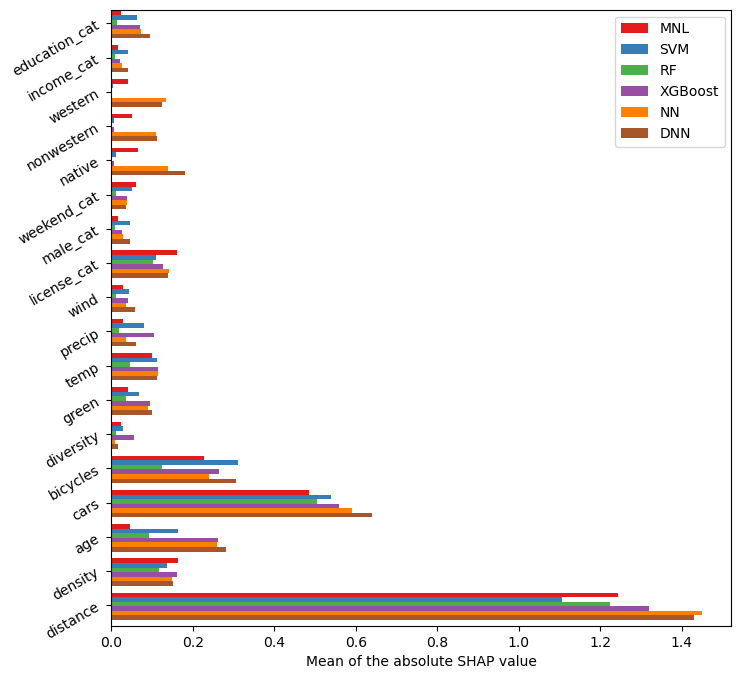 education_cat
income_cat
western
nonwestern
native
weekend_cat
male_cat
license_cat
wind
precip
temp
green
diversity
bicycles
cars
age
density
distance
MNL
SVM
RF
XGBoost
NN
DNN
0.0 0.2 0.4 0.6 0.8 1.0 1.2 1.4
Mean of the absolute SHAP value